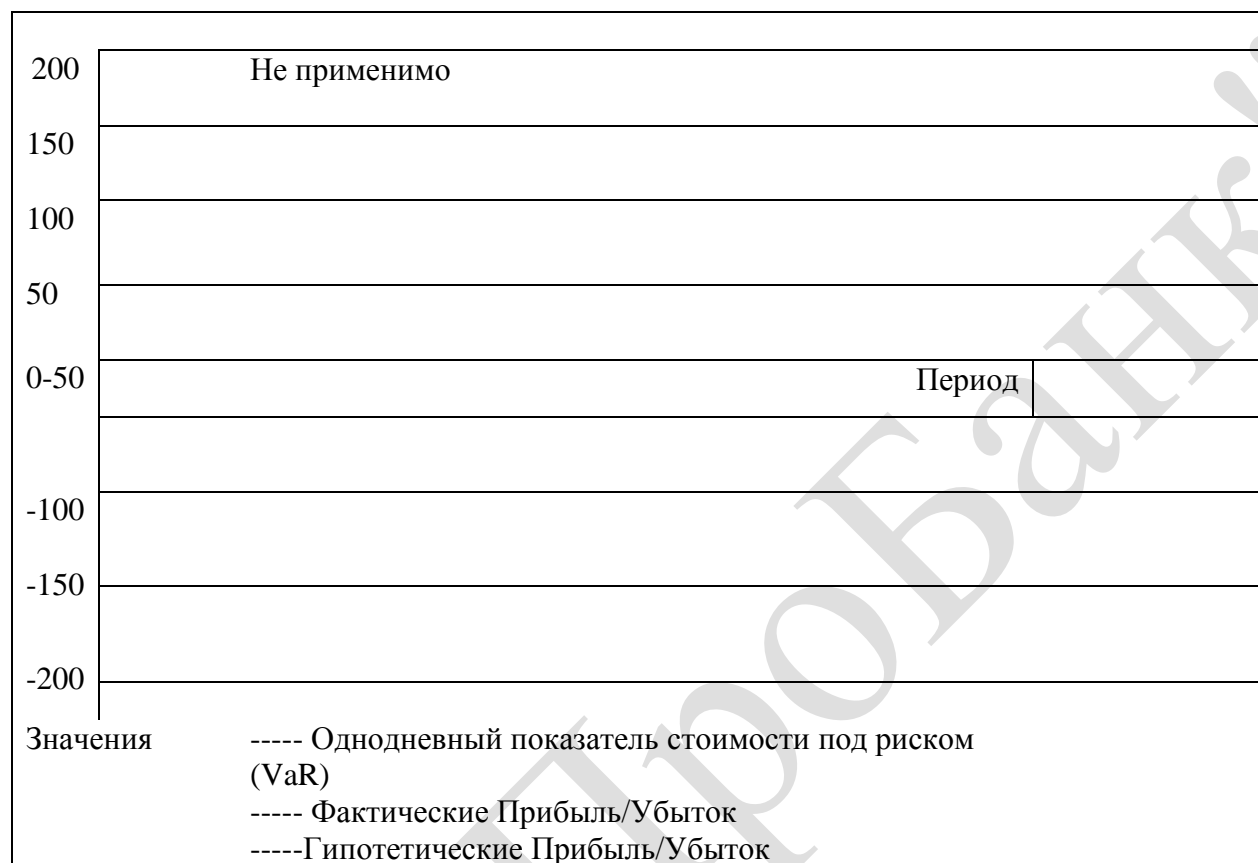 200 Не применимо
150
100
50
0-50 Период
-100
-150
-200
Значения ----- Однодневный показатель стоимости под риском
(VaR)
----- Фактические Прибыль/Убыток
-----Гипотетические Прибыль/Убыток
ПроБанк"